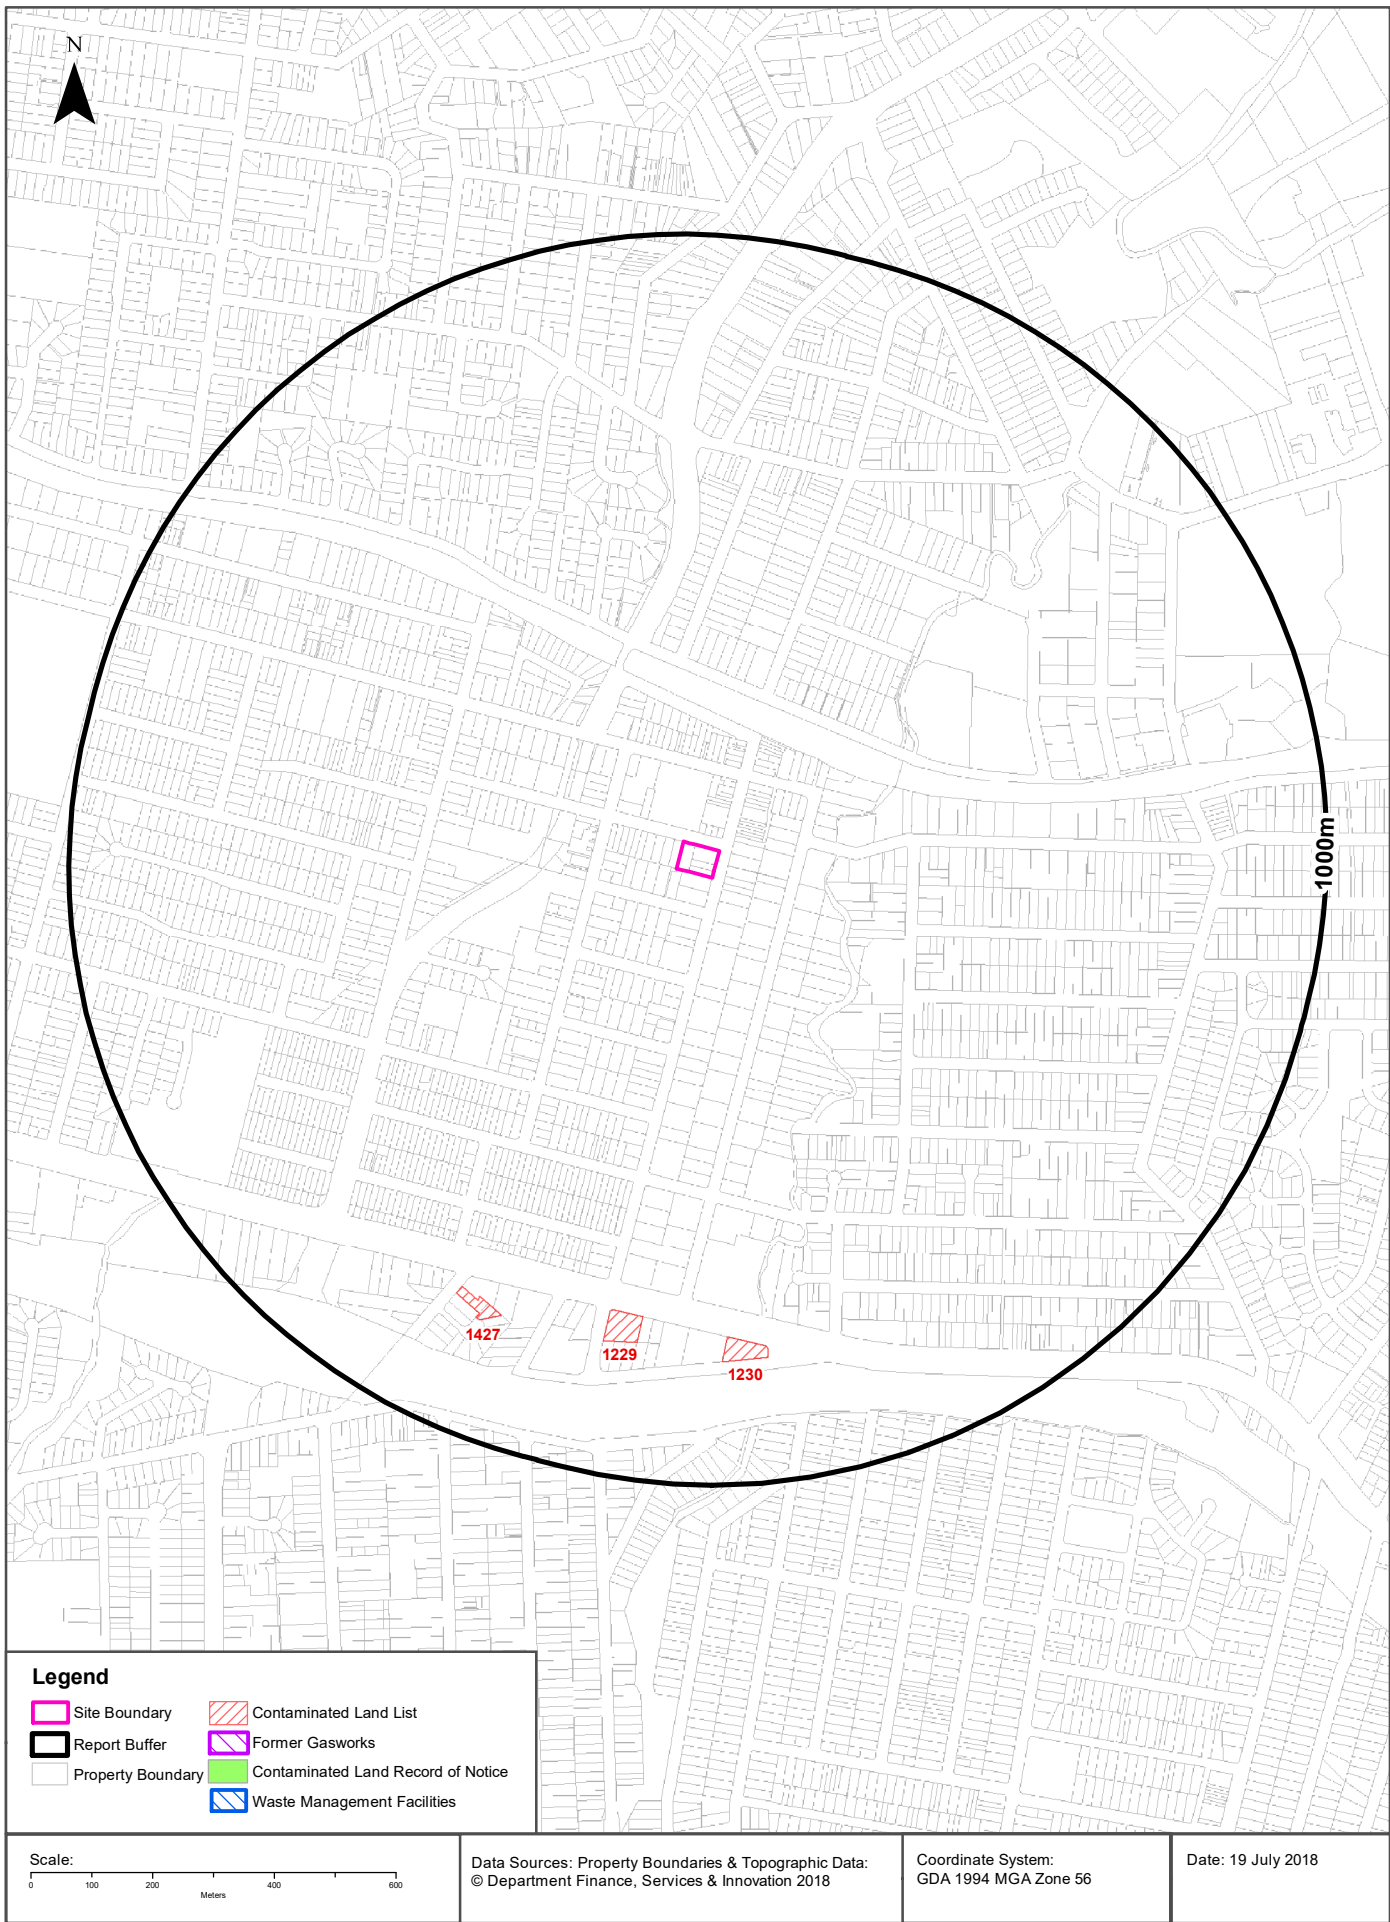 N
1000m
1427
1229
1230
Legend
Site Boundary
Report Buffer
Property Boundary
Contaminated Land List
Former Gasworks
Contaminated Land Record of Notice
Waste Management Facilities
Scale:
0 100 200 400 600
Meters
Data Sources: Property Boundaries & Topographic Data:
© Department Finance, Services & Innovation 2018
Coordinate System:
GDA 1994 MGA Zone 56
Date: 19 July 2018